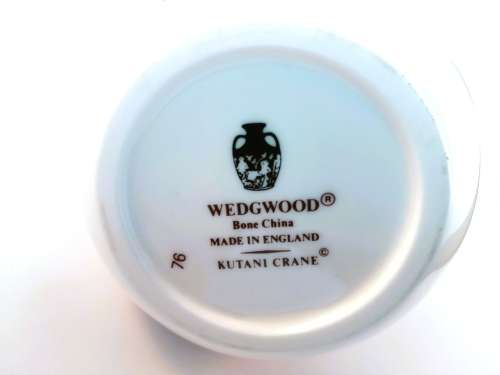 WEDGWOOD®
Bone China
MADE IN ENGLAND
KUTANI CRANE©
76